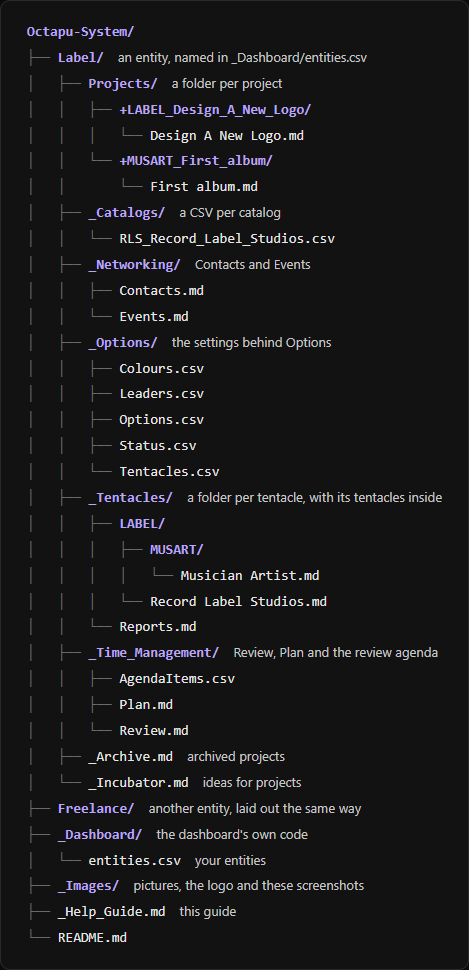 Octapu-System/
├── Label/ an entity, named in _Dashboard/entities.csv
│ ├── Projects/ a folder per project
│ │ ├── +LABEL_Design_A_New_Logo/
│ │ │ └── Design A New Logo.md
│ │ └── +MUSART_First_album/
│ │ │ └── First album.md
│ ├── _Catalogs/ a CSV per catalog
│ │ └── RLS_Record_Label_Studios.csv
│ ├── _Networking/ Contacts and Events
│ │ ├── Contacts.md
│ │ └── Events.md
│ ├── _Options/ the settings behind Options
│ │ ├── Colours.csv
│ │ ├── Leaders.csv
│ │ ├── Options.csv
│ │ ├── Status.csv
│ │ └── Tentacles.csv
│ ├── _Tentacles/ a folder per tentacle, with its tentacles inside
│ │ ├── LABEL/
│ │ │ ├── MUSART/
│ │ │ │ └── Musician Artist.md
│ │ │ └── Record Label Studios.md
│ │ └── Reports.md
│ ├── _Time_Management/ Review, Plan and the review agenda
│ │ ├── AgendaItems.csv
│ │ ├── Plan.md
│ │ └── Review.md
│ ├── _Archive.md archived projects
│ └── _Incubator.md ideas for projects
├── Freelance/ another entity, laid out the same way
├── _Dashboard/ the dashboard's own code
│ └── entities.csv your entities
├── _Images/ pictures, the logo and these screenshots
├── _Help_Guide.md this guide
└── README.md